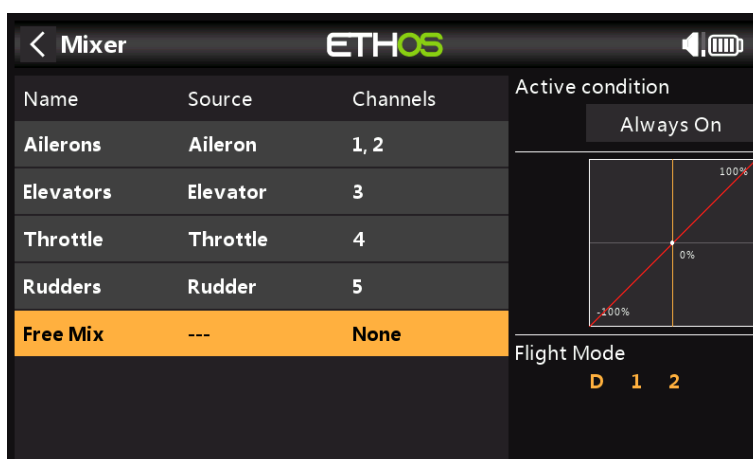 Mixer ETHOS
Name Source Channels
Ailerons Aileron 1, 2
Elevators Elevator 3
Throttle Throttle 4
Rudders Rudder 5
Free Mix --- None
Active condition
Always On
100%
0%
-100%
Flight Mode
D 1 2